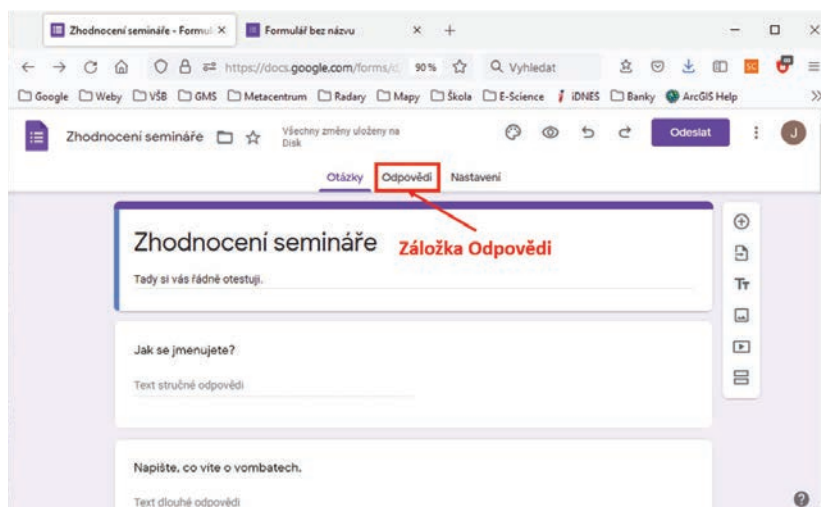 Zhodnocení semináře - Formul × Formulář bez názvu × +
https://docs.google.com/forms/ 90% Vyhledat
Google Weby VŠB GMS Metacentrum Radary Mapy Škola E-Science iDNES Banky ArcGIS Help
Zhodnocení semináře Všechny změny uloženy na Disk Odeslat J
Otázky Odpovědi Nastavení
Zhodnocení semináře
Záložka Odpovědi
Tady si vás řádně otestuji.
Jak se jmenujete?
Text stručné odpovědi
Napište, co víte o vombatech.
Text dlouhé odpovědi